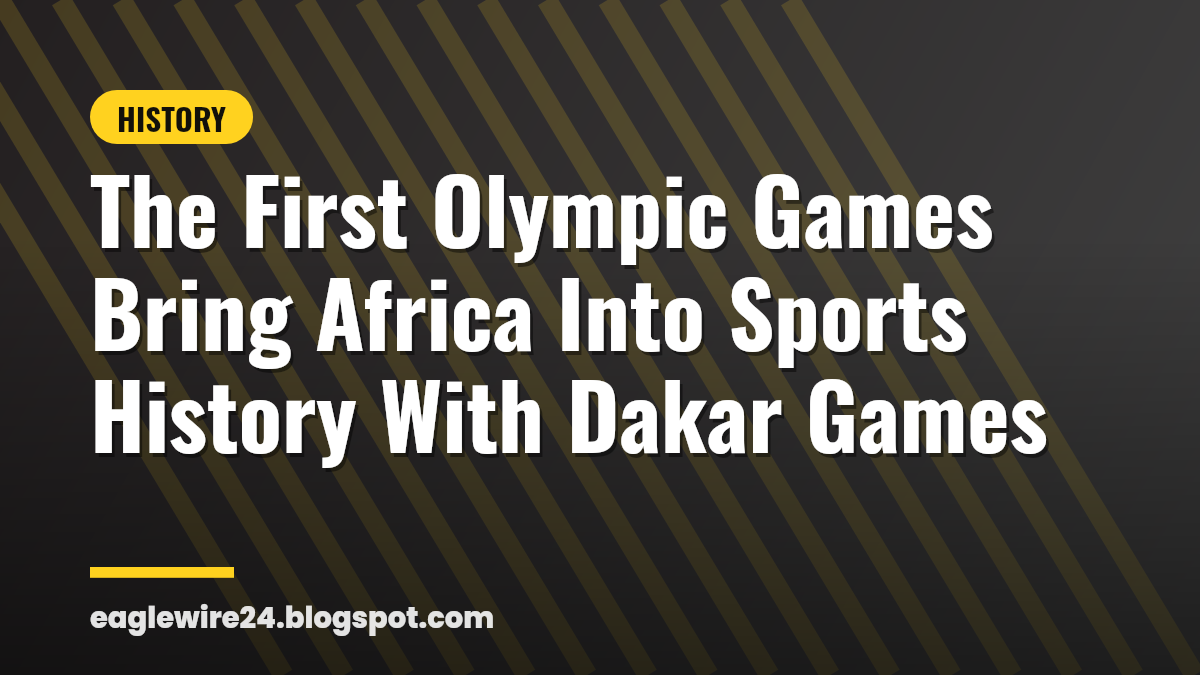 HISTORY
The First Olympic Games
Bring Africa Into Sports
History With Dakar Games
eaglewire24.blogspot.com